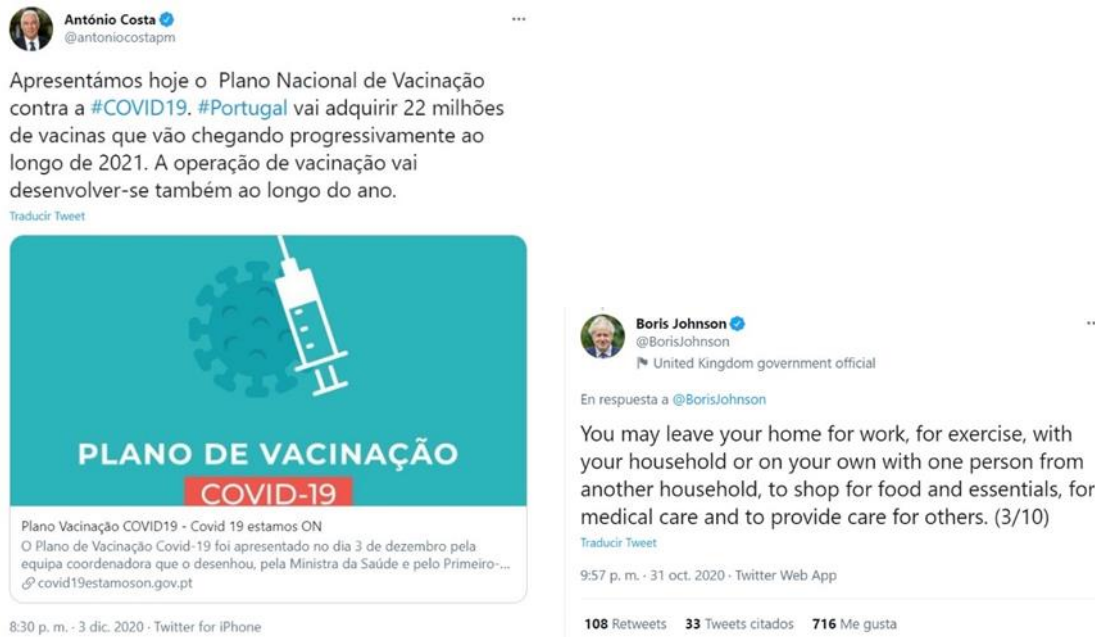 António Costa
@antoniocostapm
Apresentámos hoje o Plano Nacional de Vacinação
contra a #COVID19. #Portugal vai adquirir 22 milhões
de vacinas que vão chegando progressivamente ao
longo de 2021. A operação de vacinação vai
desenvolver-se também ao longo do ano.
Traducir Tweet
PLANO DE VACINAÇÃO
COVID-19
Plano Vacinação COVID19 - Covid 19 estamos ON
O Plano de Vacinação Covid-19 foi apresentado no dia 3 de dezembro pela
equipa coordenadora que o desenhou, pela Ministra da Saúde e pelo Primeiro-...
covid19estamoson.gov.pt
8:30 p. m. · 3 dic. 2020 · Twitter for iPhone
Boris Johnson
@BorisJohnson
United Kingdom government official
En respuesta a @BorisJohnson
You may leave your home for work, for exercise, with
your household or on your own with one person from
another household, to shop for food and essentials, for
medical care and to provide care for others. (3/10)
Traducir Tweet
9:57 p. m. · 31 oct. 2020 · Twitter Web App
108 Retweets 33 Tweets citados 716 Me gusta